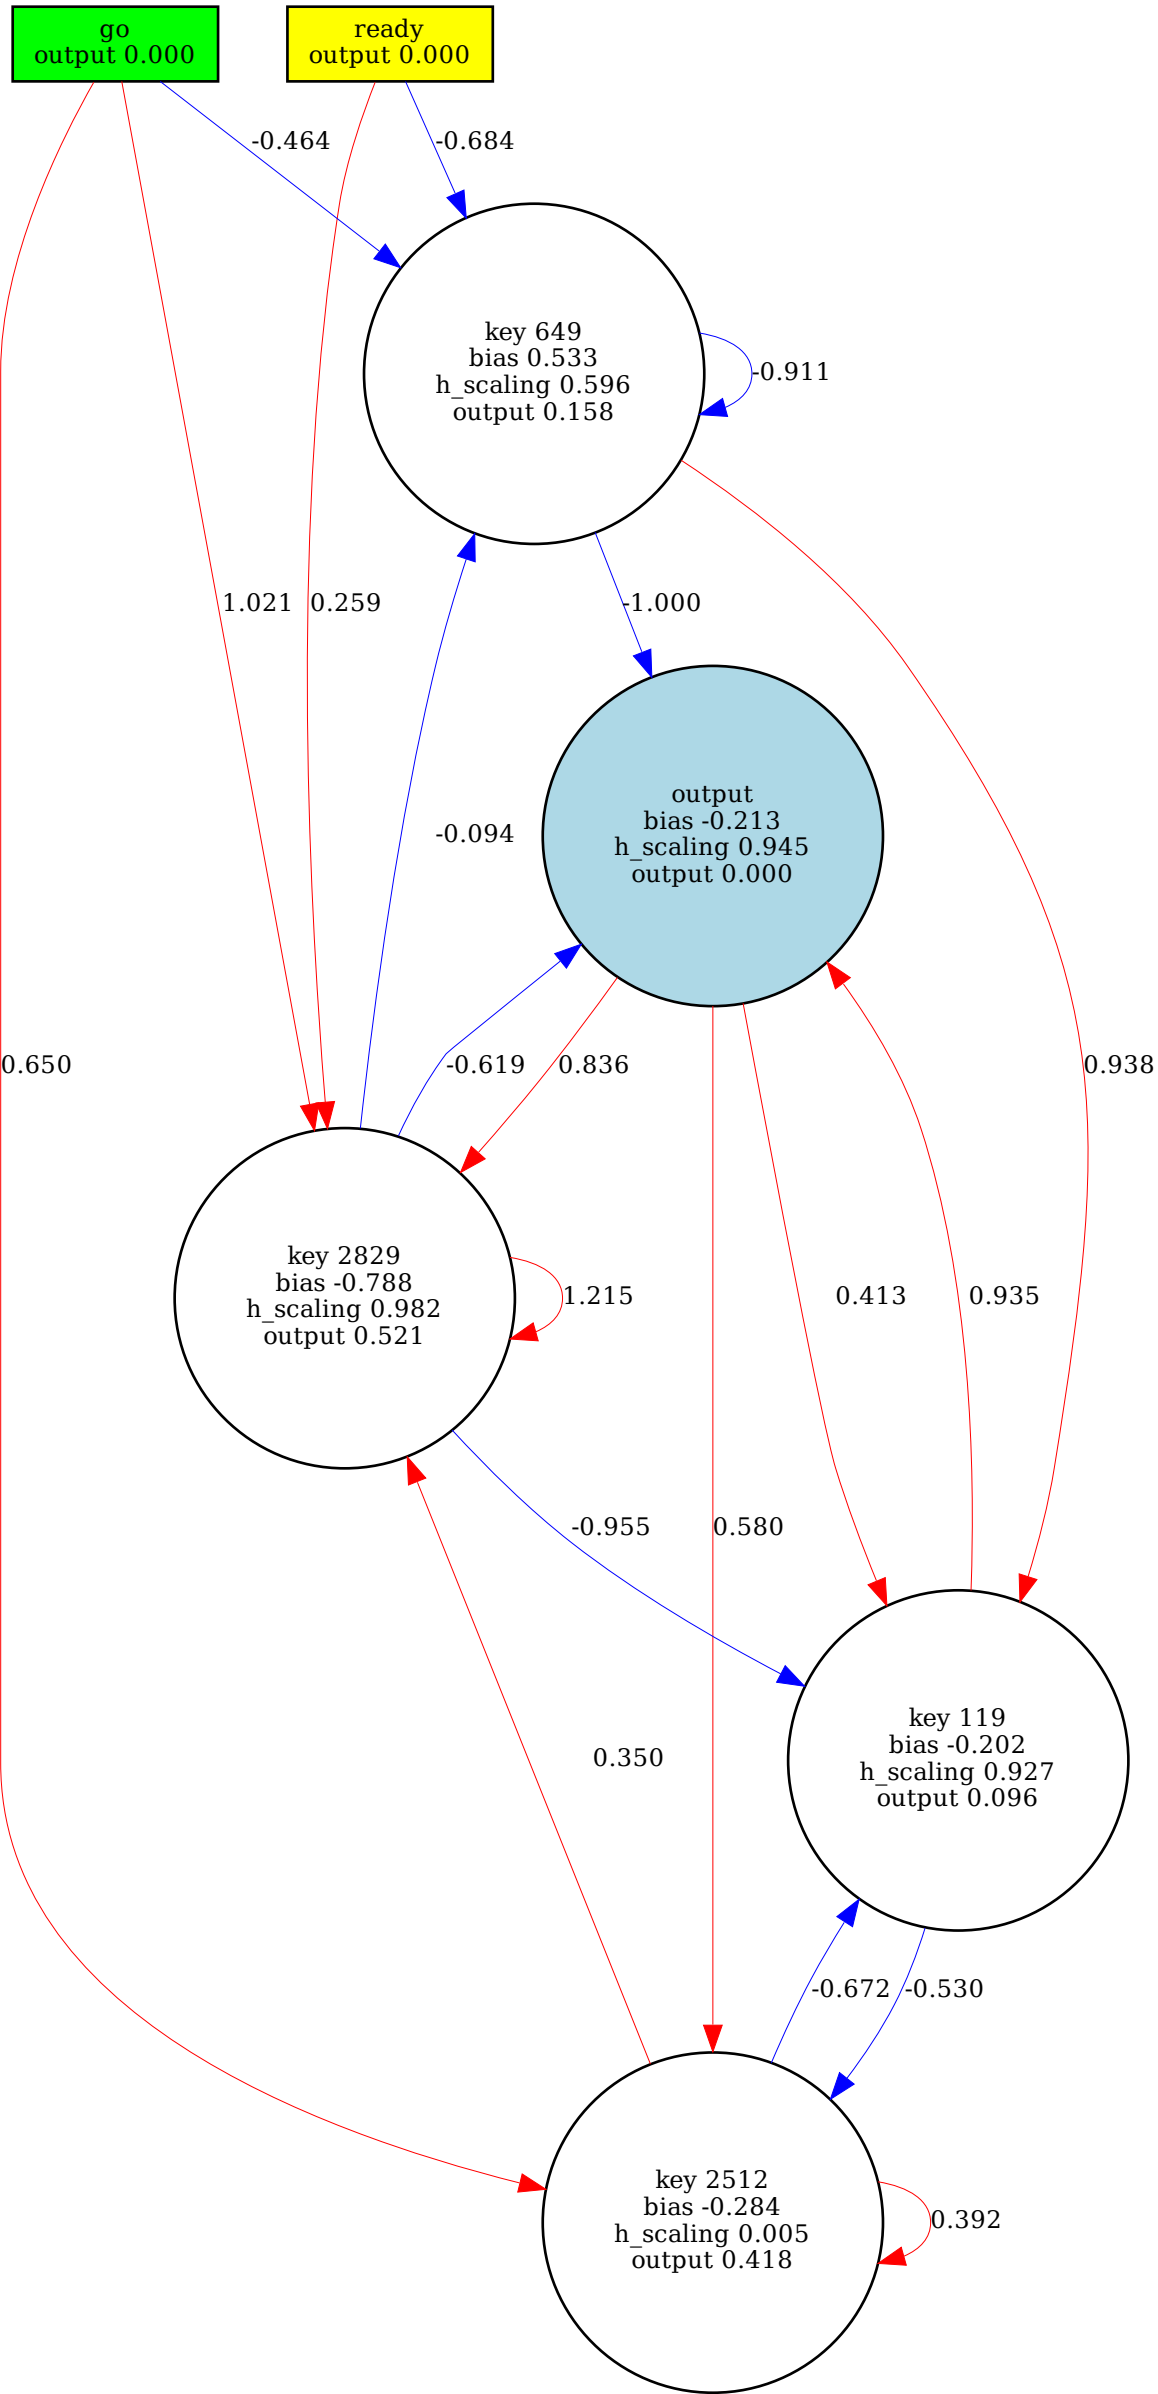 go
output 0.000
ready
output 0.000
-0.464
-0.684
key 649
bias 0.533
h_scaling 0.596
output 0.158
-0.911
1.021
0.259
-1.000
output
bias -0.213
h_scaling 0.945
output 0.000
-0.094
0.650
-0.619
0.836
0.938
key 2829
bias -0.788
h_scaling 0.982
output 0.521
1.215
0.413
0.935
-0.955
0.580
key 119
bias -0.202
h_scaling 0.927
output 0.096
0.350
-0.672
-0.530
key 2512
bias -0.284
h_scaling 0.005
output 0.418
0.392